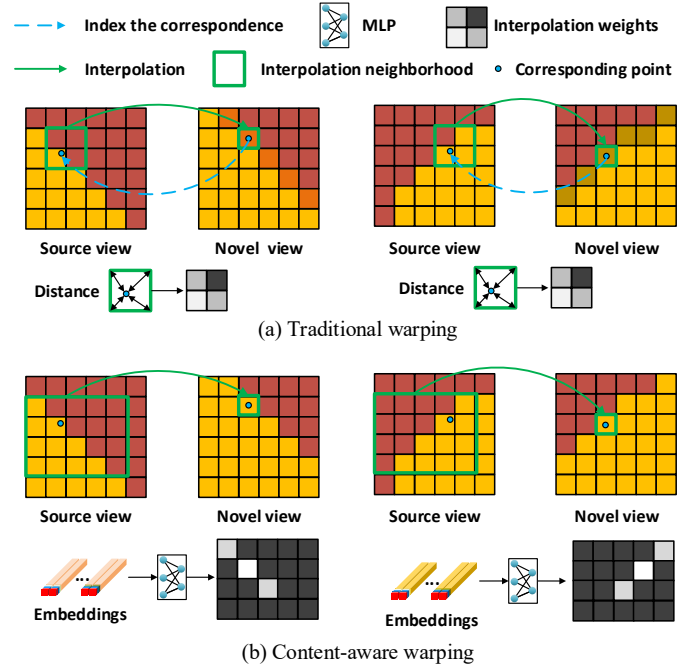 Index the correspondence MLP Interpolation weights
Interpolation Interpolation neighborhood Corresponding point
Source view Novel view Source view Novel view
Distance Distance
(a) Traditional warping
Source view Novel view Source view Novel view
... ...
Embeddings Embeddings
(b) Content-aware warping